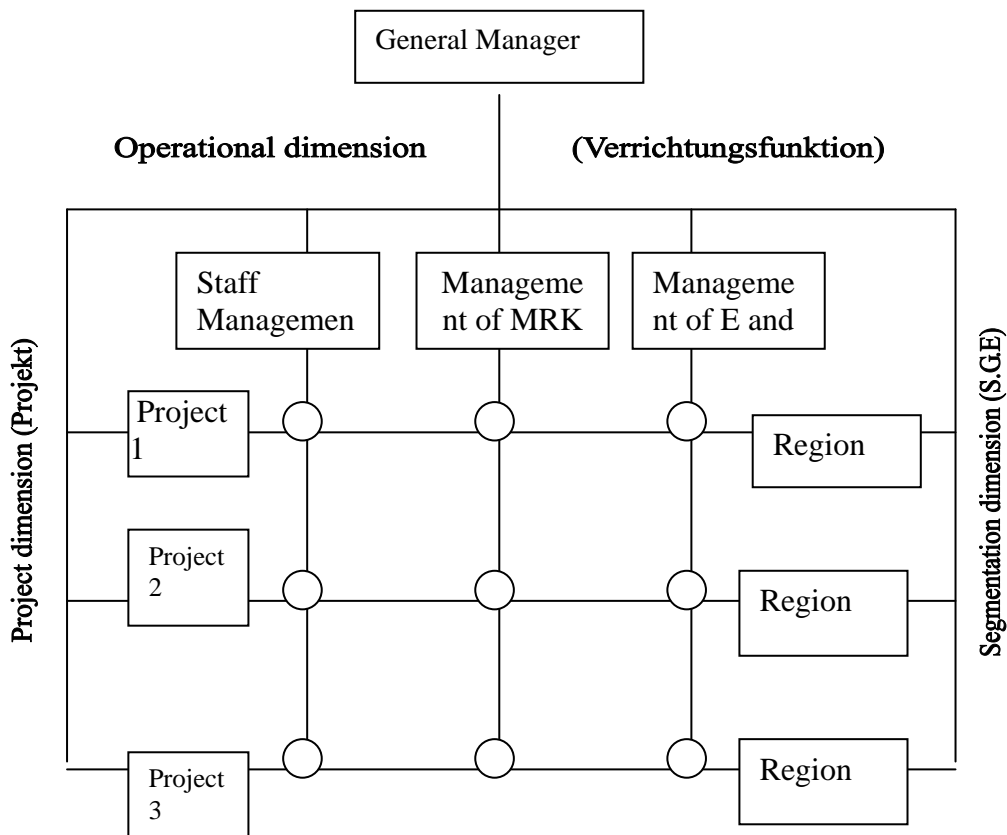 General Manager
Operational dimension (Verrichtungsfunktion)
Staff
Managemen
Manageme
nt of MRK
Manageme
nt of E and
Project dimension (Projekt)
Segmentation dimension (S.G.E)
Project
1
Region
Project
2
Region
Project
3
Region